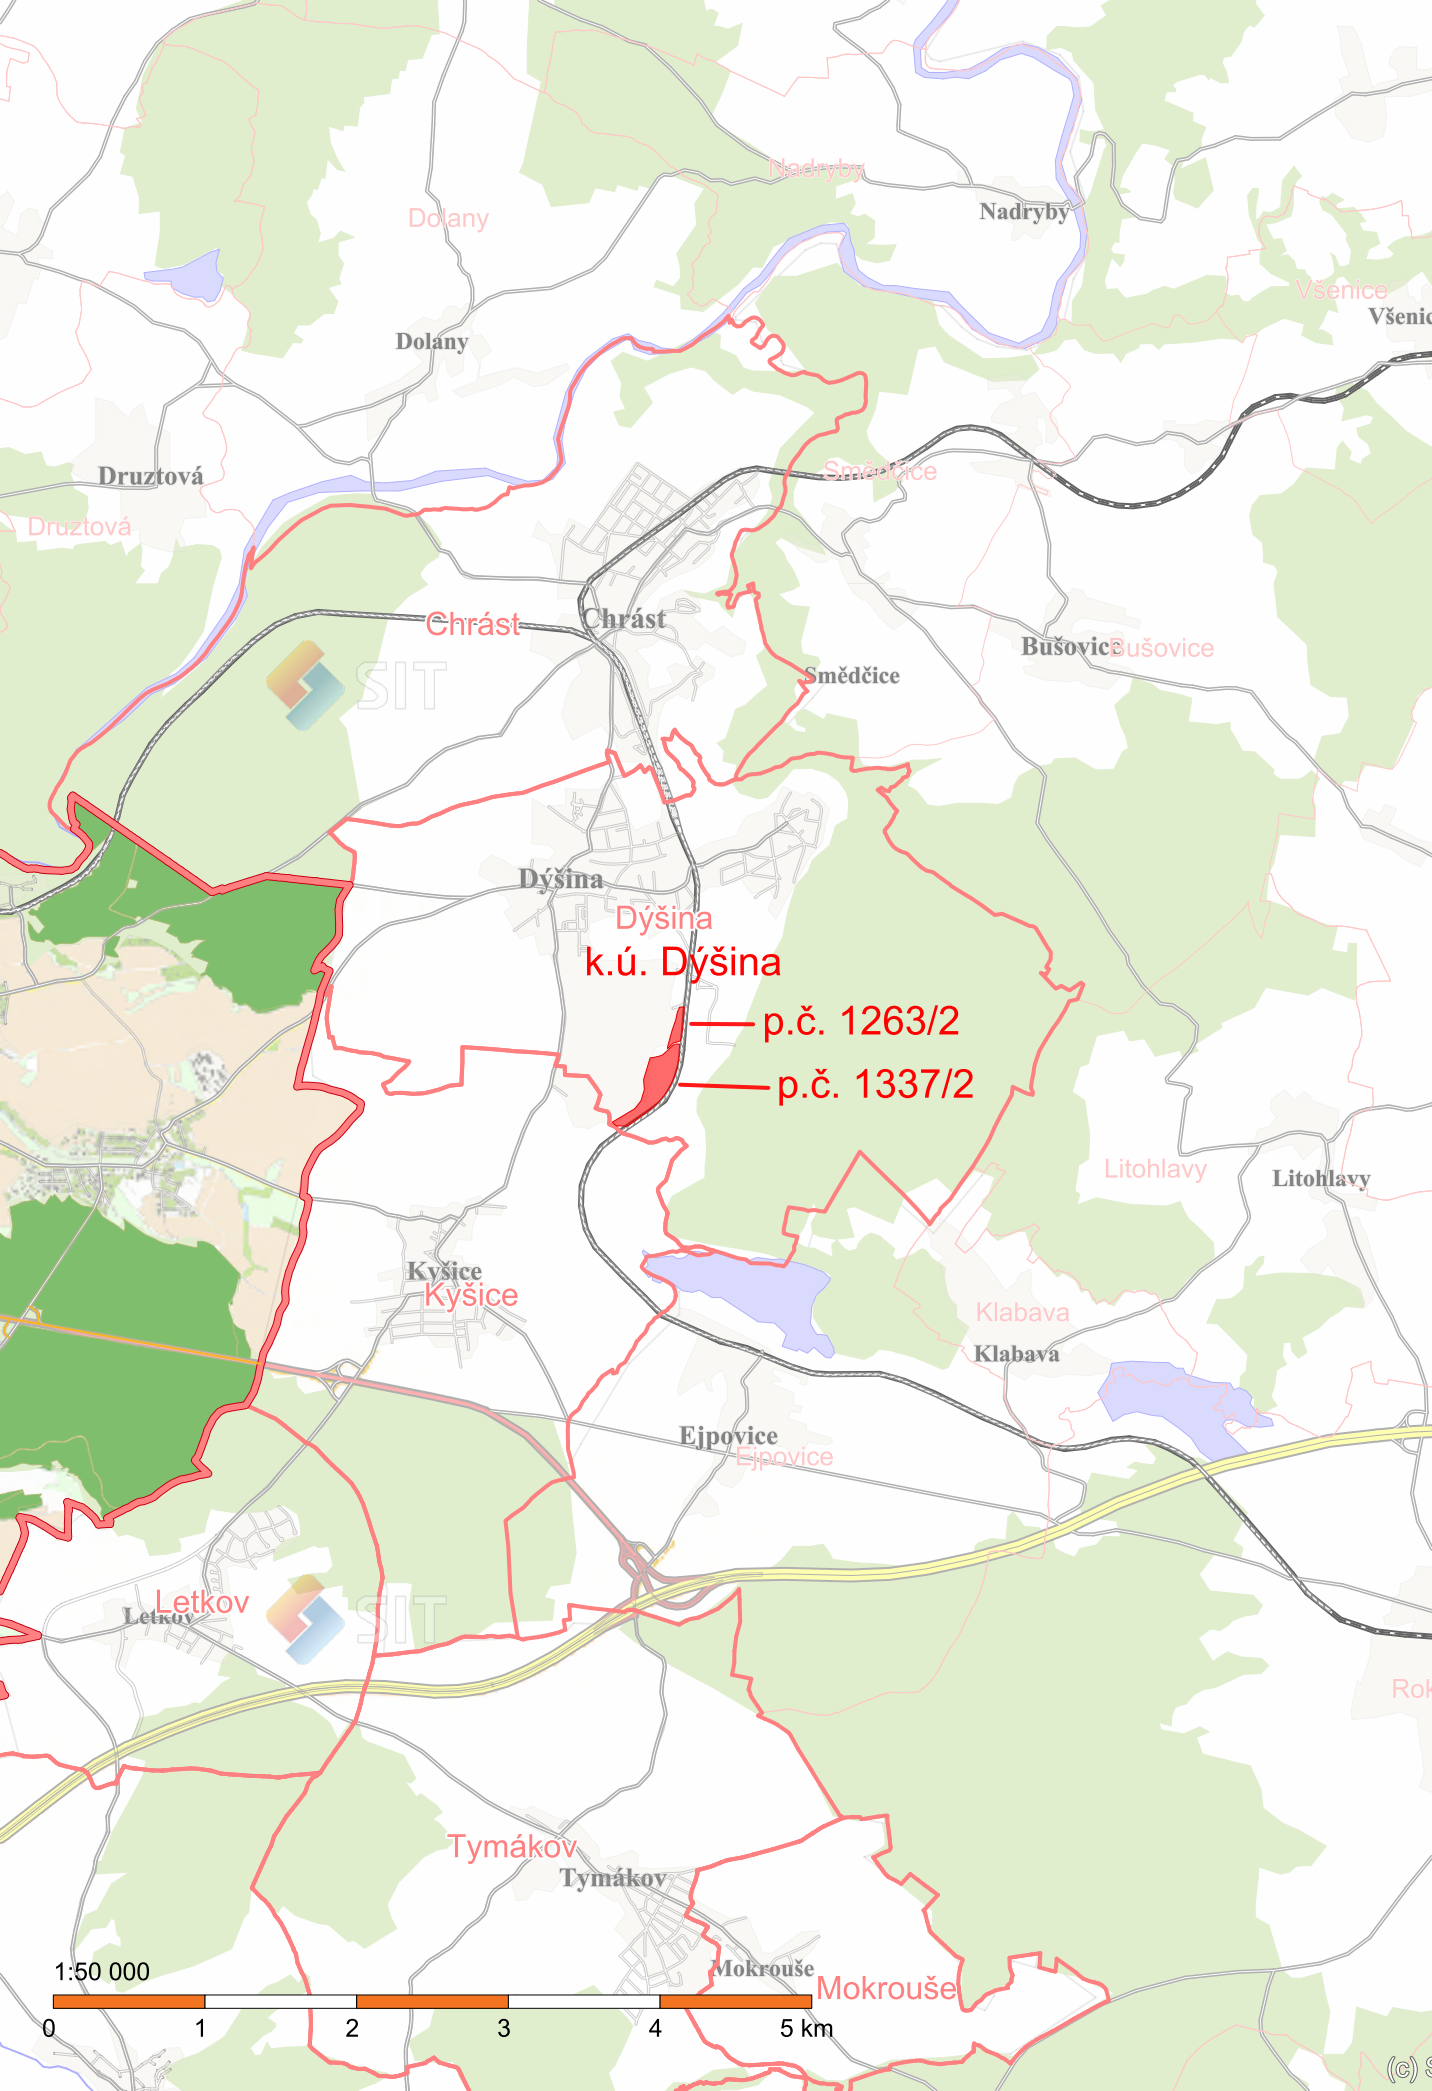 Nadryby
Nadryby
Dolany
Všenice
Dolany
Smědčice
Druztová
Druztová
Chrást
Chrást
Bušovice
Bušovice
Smědčice
SIT
Dýšina
Dýšina
k.ú. Dýšina
p.č. 1263/2
p.č. 1337/2
Litohlavy
Litohlavy
Kyšice
Kyšice
Klabava
Klabava
Ejpovice
Ejpovice
Letkov
Letkov
SIT
Tymákov
Tymákov
Mokrouše
Mokrouše
1:50 000
0 1 2 3 4 5 km
(c)